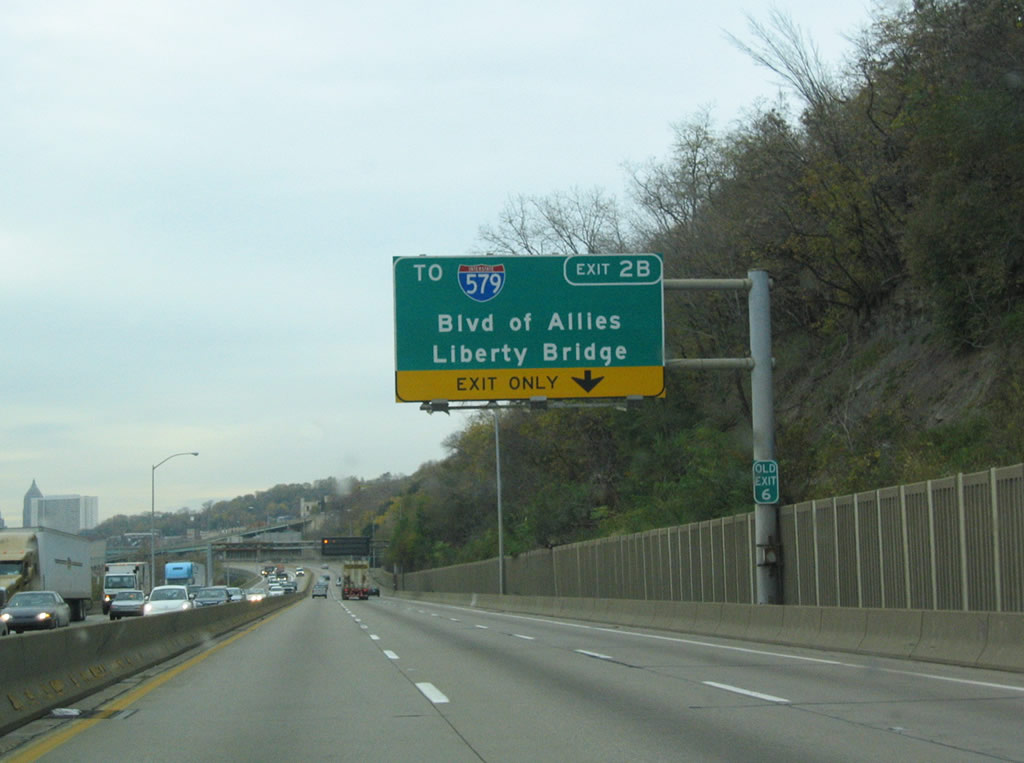 TO
INTERSTATE
579
EXIT 2B
Blvd of Allies
Liberty Bridge
EXIT ONLY
OLD
EXIT
6